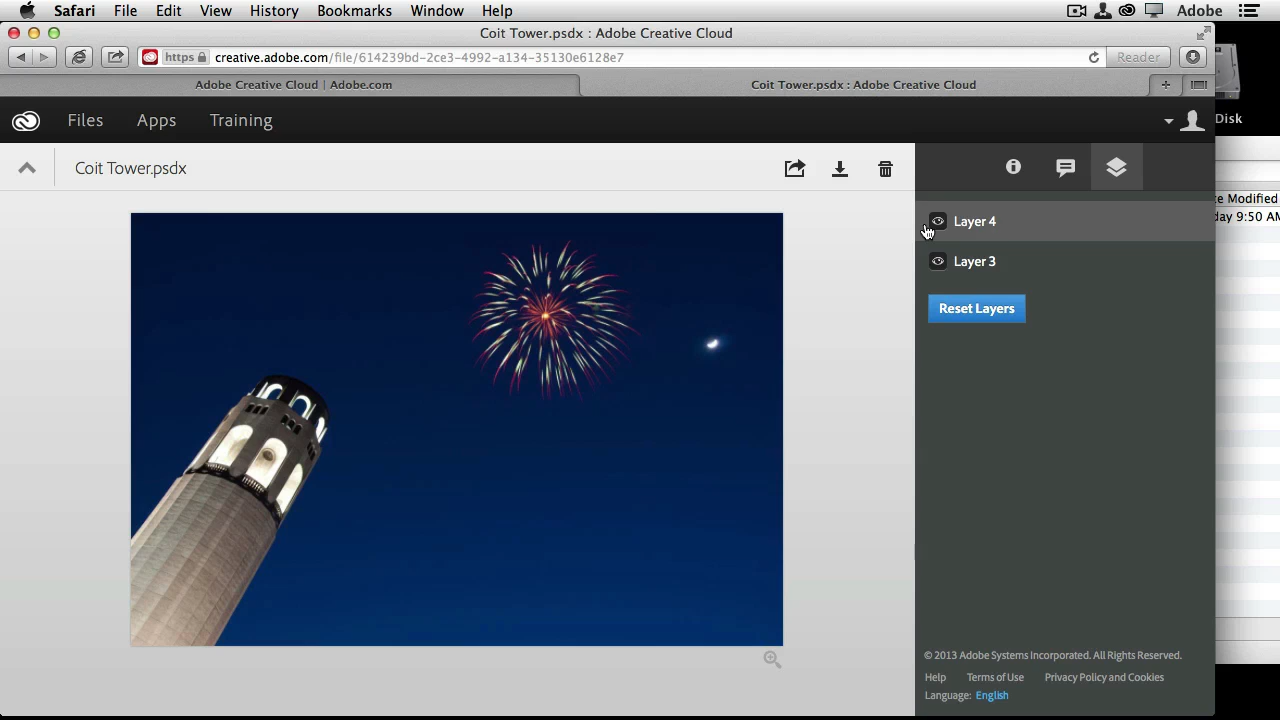 Safari File Edit View History Bookmarks Window Help Adobe
Coit Tower.psdx : Adobe Creative Cloud
https creative.adobe.com/file/614239bd-2ce3-4992-a134-35130e6128e7 Reader
Adobe Creative Cloud | Adobe.com Coit Tower.psdx : Adobe Creative Cloud
Files Apps Training
Disk
Coit Tower.psdx
e Modified
day 9:50 AM
Layer 4
Layer 3
Reset Layers
© 2013 Adobe Systems Incorporated. All Rights Reserved.
Help Terms of Use Privacy Policy and Cookies
Language: English